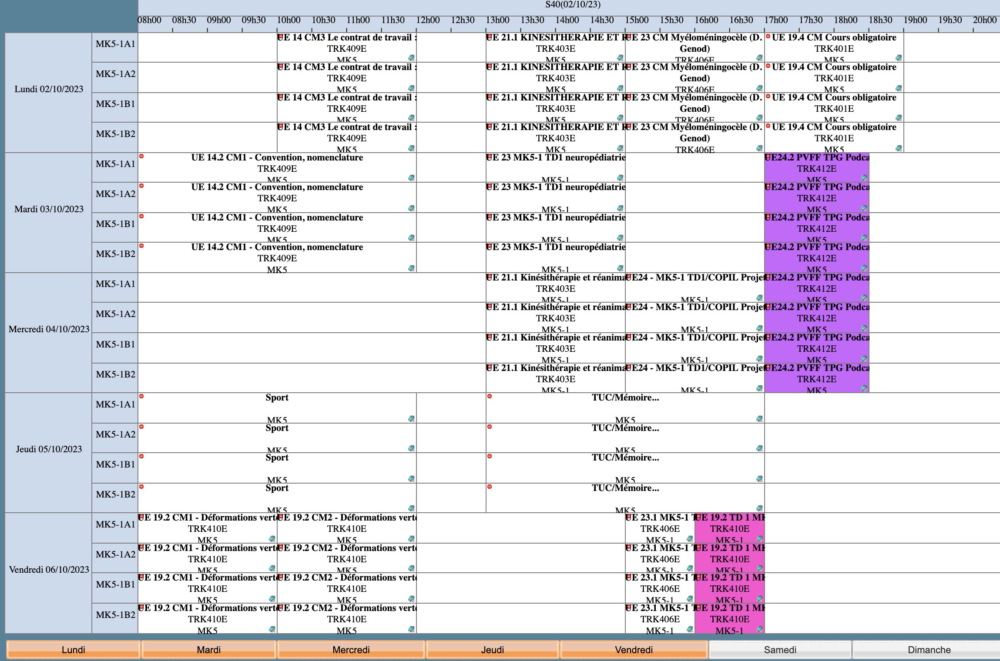 S40(02/10/23)
08h00 08h30 09h00 09h30 10h00 10h30 11h00 11h30 12h00 12h30 13h00 13h30 14h00 14h30 15h00 15h30 16h00 16h30 17h00 17h30 18h00 18h30 19h00 19h30 20h00
Lundi 02/10/2023
MK5-1A1
UE 14 CM3 Le contrat de travail :
TRK409E
MK5
UE 21.1 KINESITHERAPIE ET
TRK403E
MK5
UE 23 CM Myéloméningocèle (D.
Genod)
TRK406E
UE 19.4 CM Cours obligatoire
TRK401E
MK5
MK5-1A2
UE 14 CM3 Le contrat de travail :
TRK409E
MK5
UE 21.1 KINESITHERAPIE ET
TRK403E
MK5
UE 23 CM Myéloméningocèle (D.
Genod)
TRK406E
UE 19.4 CM Cours obligatoire
TRK401E
MK5
MK5-1B1
UE 14 CM3 Le contrat de travail :
TRK409E
MK5
UE 21.1 KINESITHERAPIE ET
TRK403E
MK5
UE 23 CM Myéloméningocèle (D.
Genod)
TRK406E
UE 19.4 CM Cours obligatoire
TRK401E
MK5
MK5-1B2
UE 14 CM3 Le contrat de travail :
TRK409E
MK5
UE 21.1 KINESITHERAPIE ET
TRK403E
MK5
UE 23 CM Myéloméningocèle (D.
Genod)
TRK406E
UE 19.4 CM Cours obligatoire
TRK401E
MK5
Mardi 03/10/2023
MK5-1A1
UE 14.2 CM1 - Convention, nomenclature
TRK409E
MK5
UE 23 MK5-1 TD1 neuropédiatrie
MK5-1
UE24.2 PVFF TPG Podca
TRK412E
MK5
MK5-1A2
UE 14.2 CM1 - Convention, nomenclature
TRK409E
MK5
UE 23 MK5-1 TD1 neuropédiatrie
MK5-1
UE24.2 PVFF TPG Podca
TRK412E
MK5
MK5-1B1
UE 14.2 CM1 - Convention, nomenclature
TRK409E
MK5
UE 23 MK5-1 TD1 neuropédiatrie
MK5-1
UE24.2 PVFF TPG Podca
TRK412E
MK5
MK5-1B2
UE 14.2 CM1 - Convention, nomenclature
TRK409E
MK5
UE 23 MK5-1 TD1 neuropédiatrie
MK5-1
UE24.2 PVFF TPG Podca
TRK412E
MK5
Mercredi 04/10/2023
MK5-1A1
UE 21.1 Kinésithérapie et réanima
TRK403E
MK5-1
UE24 - MK5-1 TD1/COPIL Projet
MK5-1
UE24.2 PVFF TPG Podca
TRK412E
MK5
MK5-1A2
UE 21.1 Kinésithérapie et réanima
TRK403E
MK5-1
UE24 - MK5-1 TD1/COPIL Projet
MK5-1
UE24.2 PVFF TPG Podca
TRK412E
MK5
MK5-1B1
UE 21.1 Kinésithérapie et réanima
TRK403E
MK5-1
UE24 - MK5-1 TD1/COPIL Projet
MK5-1
UE24.2 PVFF TPG Podca
TRK412E
MK5
MK5-1B2
UE 21.1 Kinésithérapie et réanima
TRK403E
MK5-1
UE24 - MK5-1 TD1/COPIL Projet
MK5-1
UE24.2 PVFF TPG Podca
TRK412E
MK5
Jeudi 05/10/2023
MK5-1A1
Sport
MK5
TUC/Mémoire...
MK5
MK5-1A2
Sport
MK5
TUC/Mémoire...
MK5
MK5-1B1
Sport
MK5
TUC/Mémoire...
MK5
MK5-1B2
Sport
MK5
TUC/Mémoire...
MK5
Vendredi 06/10/2023
MK5-1A1
UE 19.2 CM1 - Déformations verte
TRK410E
MK5
UE 19.2 CM2 - Déformations verte
TRK410E
MK5
UE 23.1 MK5-1 T
TRK406E
MK5-1
UE 19.2 TD 1 MK
TRK410E
MK5-1
MK5-1A2
UE 19.2 CM1 - Déformations verte
TRK410E
MK5
UE 19.2 CM2 - Déformations verte
TRK410E
MK5
UE 23.1 MK5-1 T
TRK406E
MK5-1
UE 19.2 TD 1 MK
TRK410E
MK5-1
MK5-1B1
UE 19.2 CM1 - Déformations verte
TRK410E
MK5
UE 19.2 CM2 - Déformations verte
TRK410E
MK5
UE 23.1 MK5-1 T
TRK406E
MK5-1
UE 19.2 TD 1 MK
TRK410E
MK5-1
MK5-1B2
UE 19.2 CM1 - Déformations verte
TRK410E
MK5
UE 19.2 CM2 - Déformations verte
TRK410E
MK5
UE 23.1 MK5-1 T
TRK406E
MK5-1
UE 19.2 TD 1 MK
TRK410E
MK5-1
Lundi Mardi Mercredi Jeudi Vendredi Samedi Dimanche